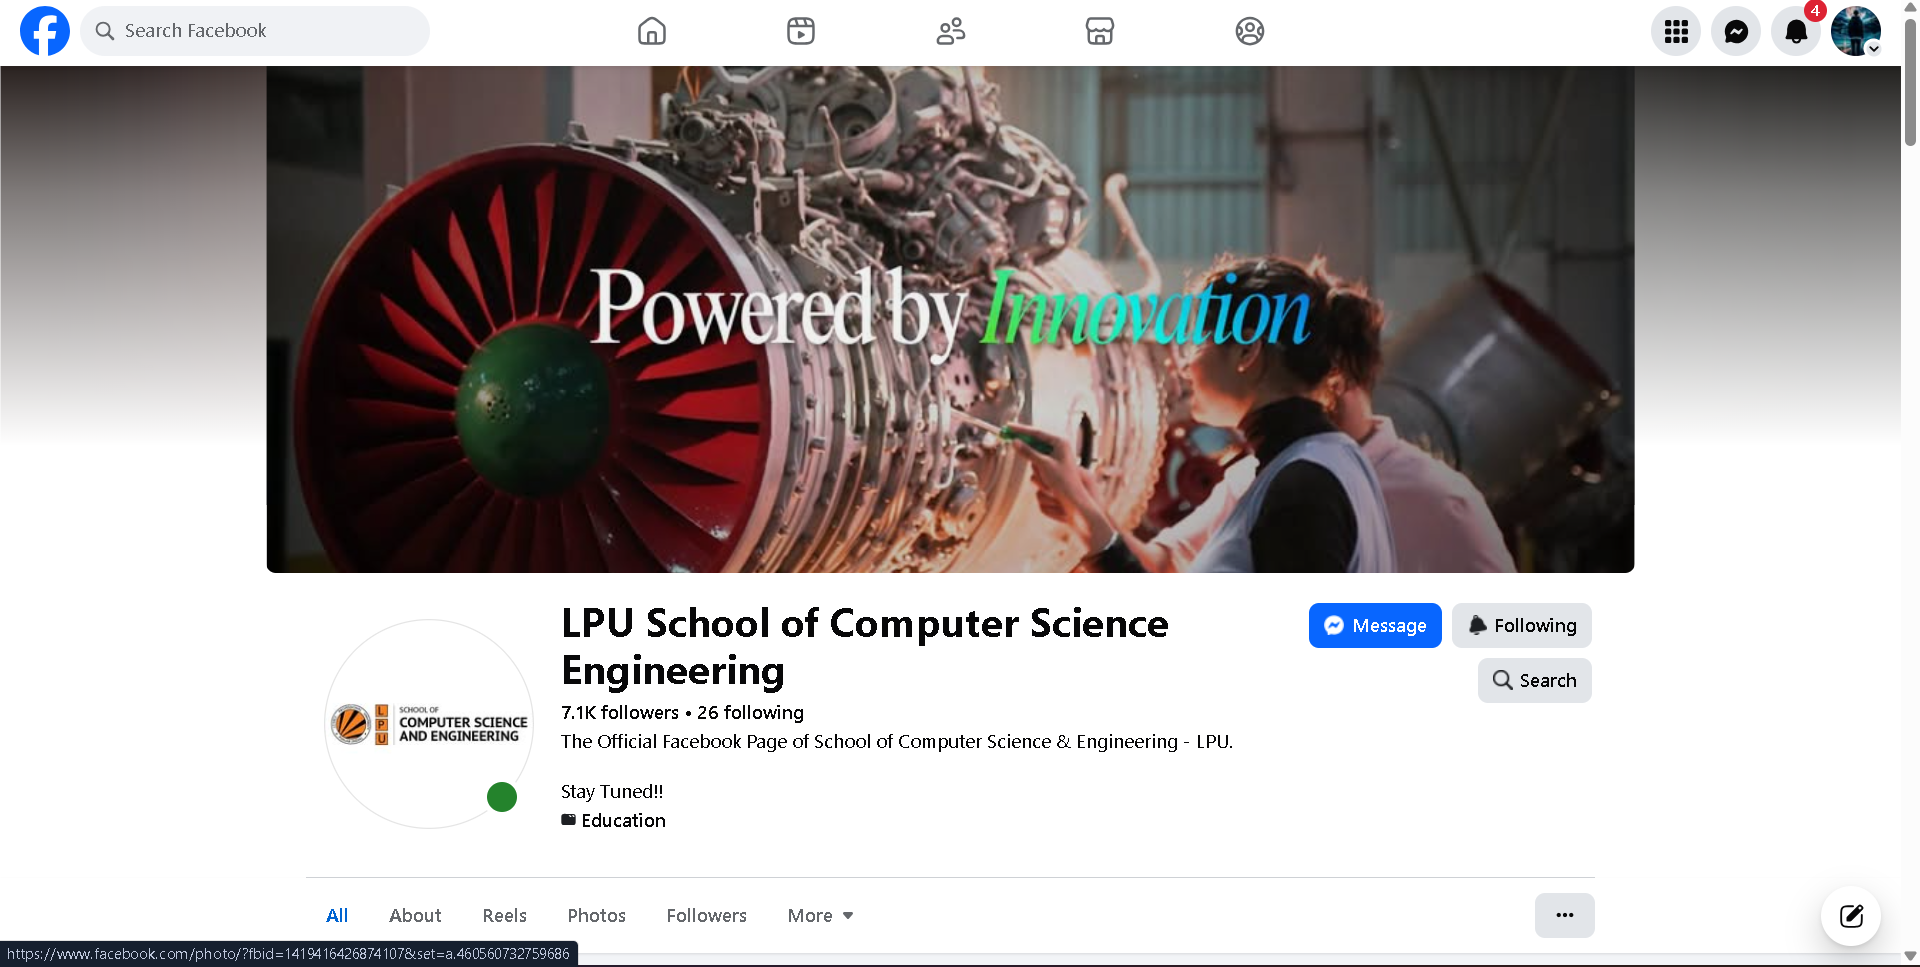 Search Facebook
4
Powered by Innovation
LPU School of Computer Science
Engineering
Message
Following
Search
7.1K followers • 26 following
The Official Facebook Page of School of Computer Science & Engineering - LPU.
Stay Tuned!!
Education
L
P
U
SCHOOL OF
COMPUTER SCIENCE
AND ENGINEERING
All
About
Reels
Photos
Followers
More
https://www.facebook.com/photo/?fbid=1419416426874107&set=a.460560732759686